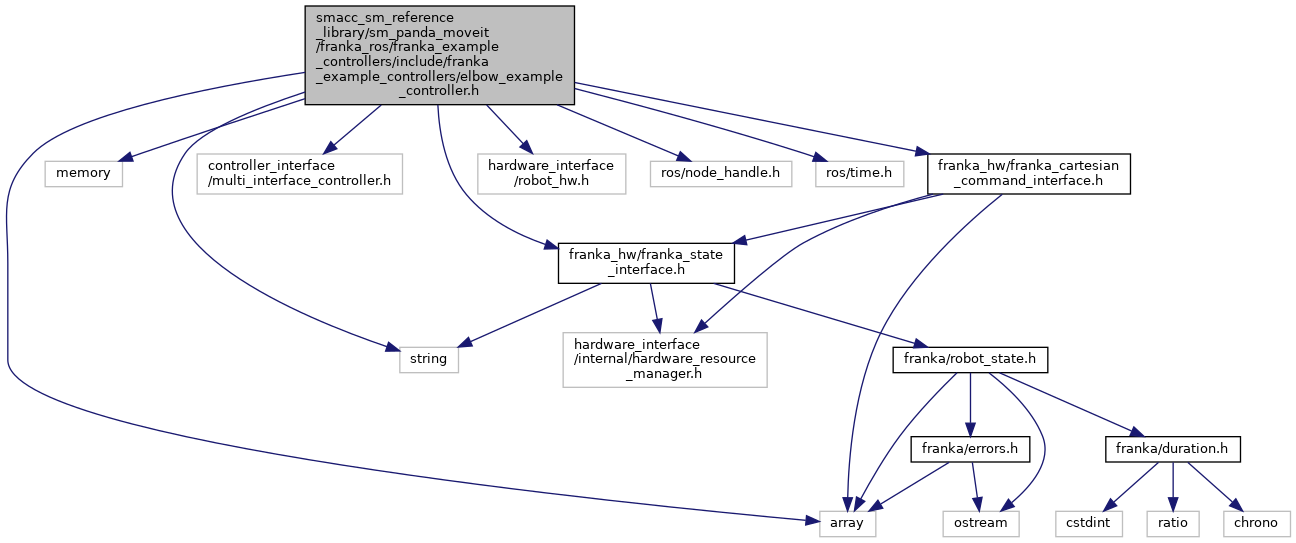 smacc_sm_reference
_library/sm_panda_moveit
/franka_ros/franka_example
_controllers/include/franka
_example_controllers/elbow_example
_controller.h
memory
controller_interface
/multi_interface_controller.h
hardware_interface
/robot_hw.h
ros/node_handle.h
ros/time.h
franka_hw/franka_cartesian
_command_interface.h
franka_hw/franka_state
_interface.h
string
hardware_interface
/internal/hardware_resource
_manager.h
franka/robot_state.h
franka/errors.h
franka/duration.h
array
ostream
cstdint
ratio
chrono